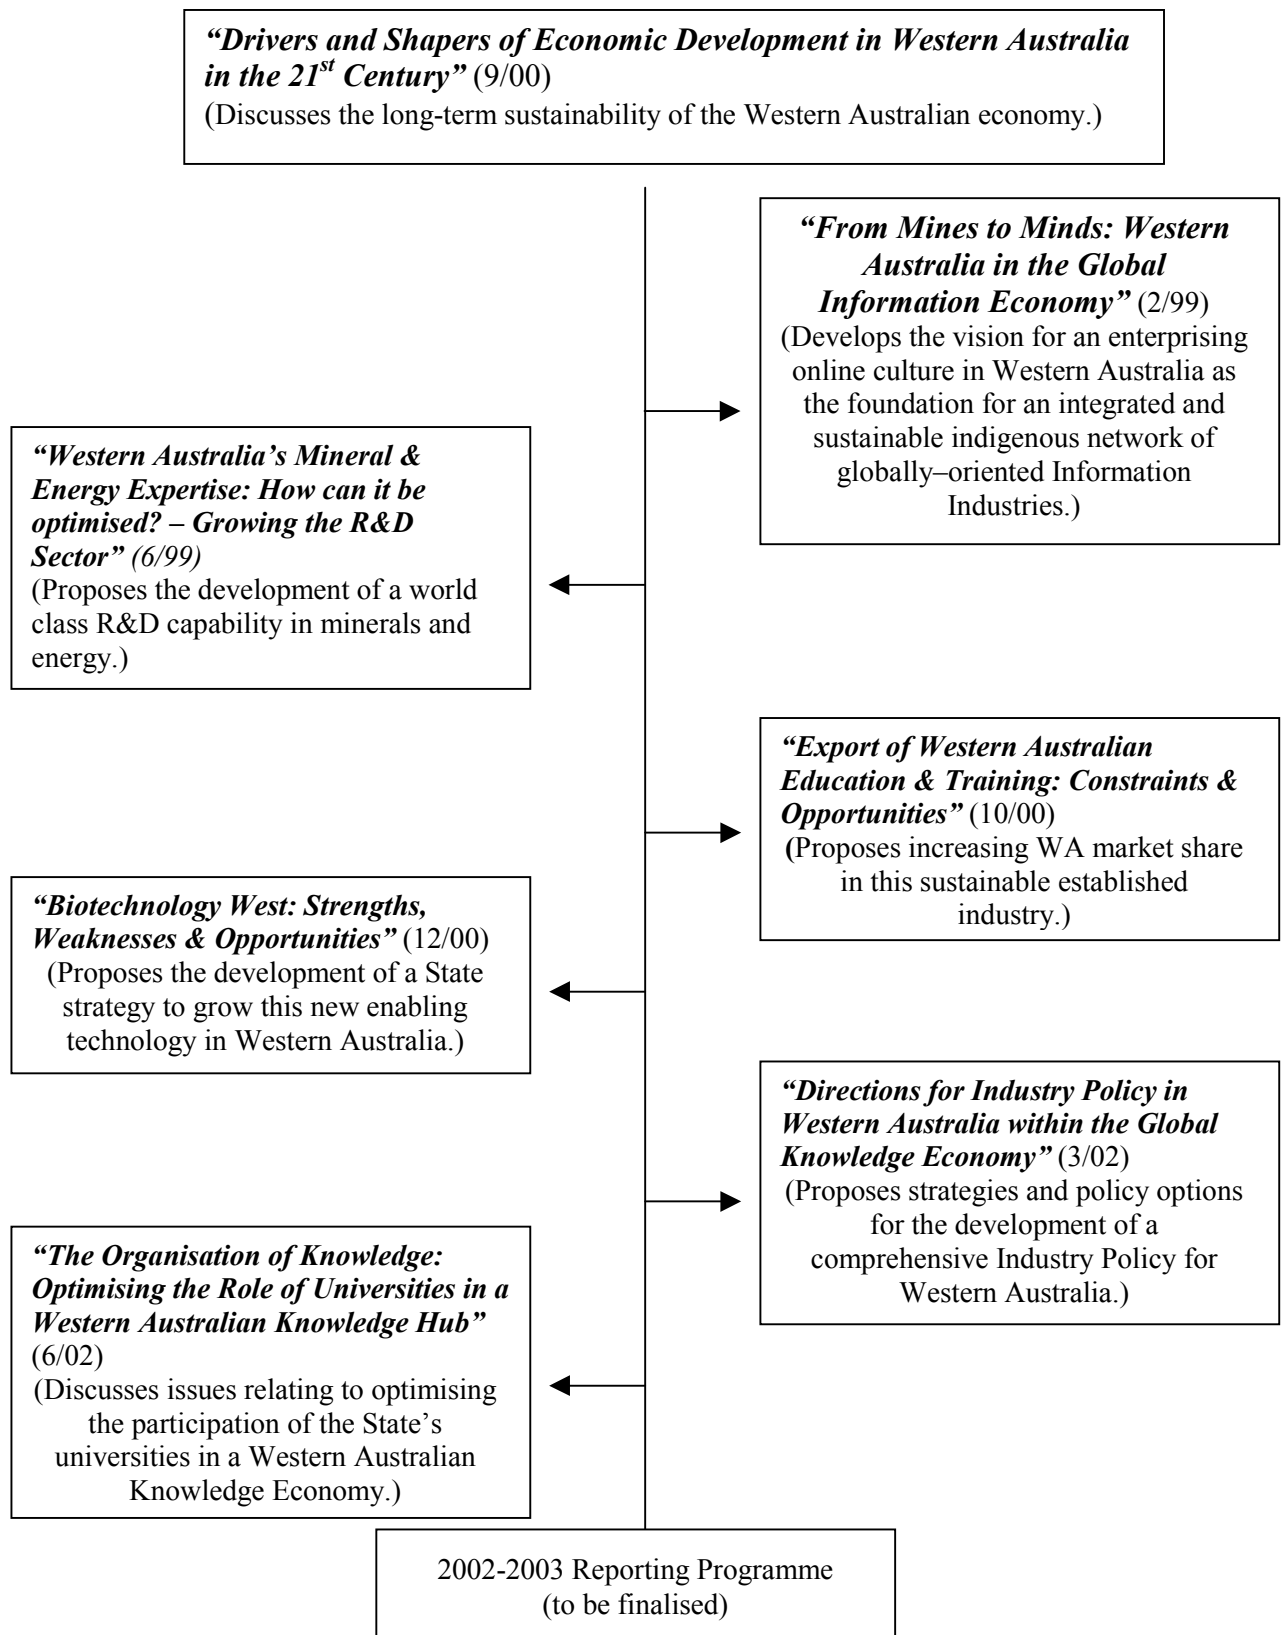 “Drivers and Shapers of Economic Development in Western Australia
in the 21st Century” (9/00)
(Discusses the long-term sustainability of the Western Australian economy.)
“From Mines to Minds: Western
Australia in the Global
Information Economy” (2/99)
(Develops the vision for an enterprising
online culture in Western Australia as
the foundation for an integrated and
sustainable indigenous network of
globally–oriented Information
Industries.)
“Western Australia’s Mineral &
Energy Expertise: How can it be
optimised? – Growing the R&D
Sector” (6/99)
(Proposes the development of a world
class R&D capability in minerals and
energy.)
“Export of Western Australian
Education & Training: Constraints &
Opportunities” (10/00)
(Proposes increasing WA market share
in this sustainable established
industry.)
“Biotechnology West: Strengths,
Weaknesses & Opportunities” (12/00)
(Proposes the development of a State
strategy to grow this new enabling
technology in Western Australia.)
“Directions for Industry Policy in
Western Australia within the Global
Knowledge Economy” (3/02)
(Proposes strategies and policy options
for the development of a
comprehensive Industry Policy for
Western Australia.)
“The Organisation of Knowledge:
Optimising the Role of Universities in a
Western Australian Knowledge Hub”
(6/02)
(Discusses issues relating to optimising
the participation of the State’s
universities in a Western Australian
Knowledge Economy.)
2002-2003 Reporting Programme
(to be finalised)